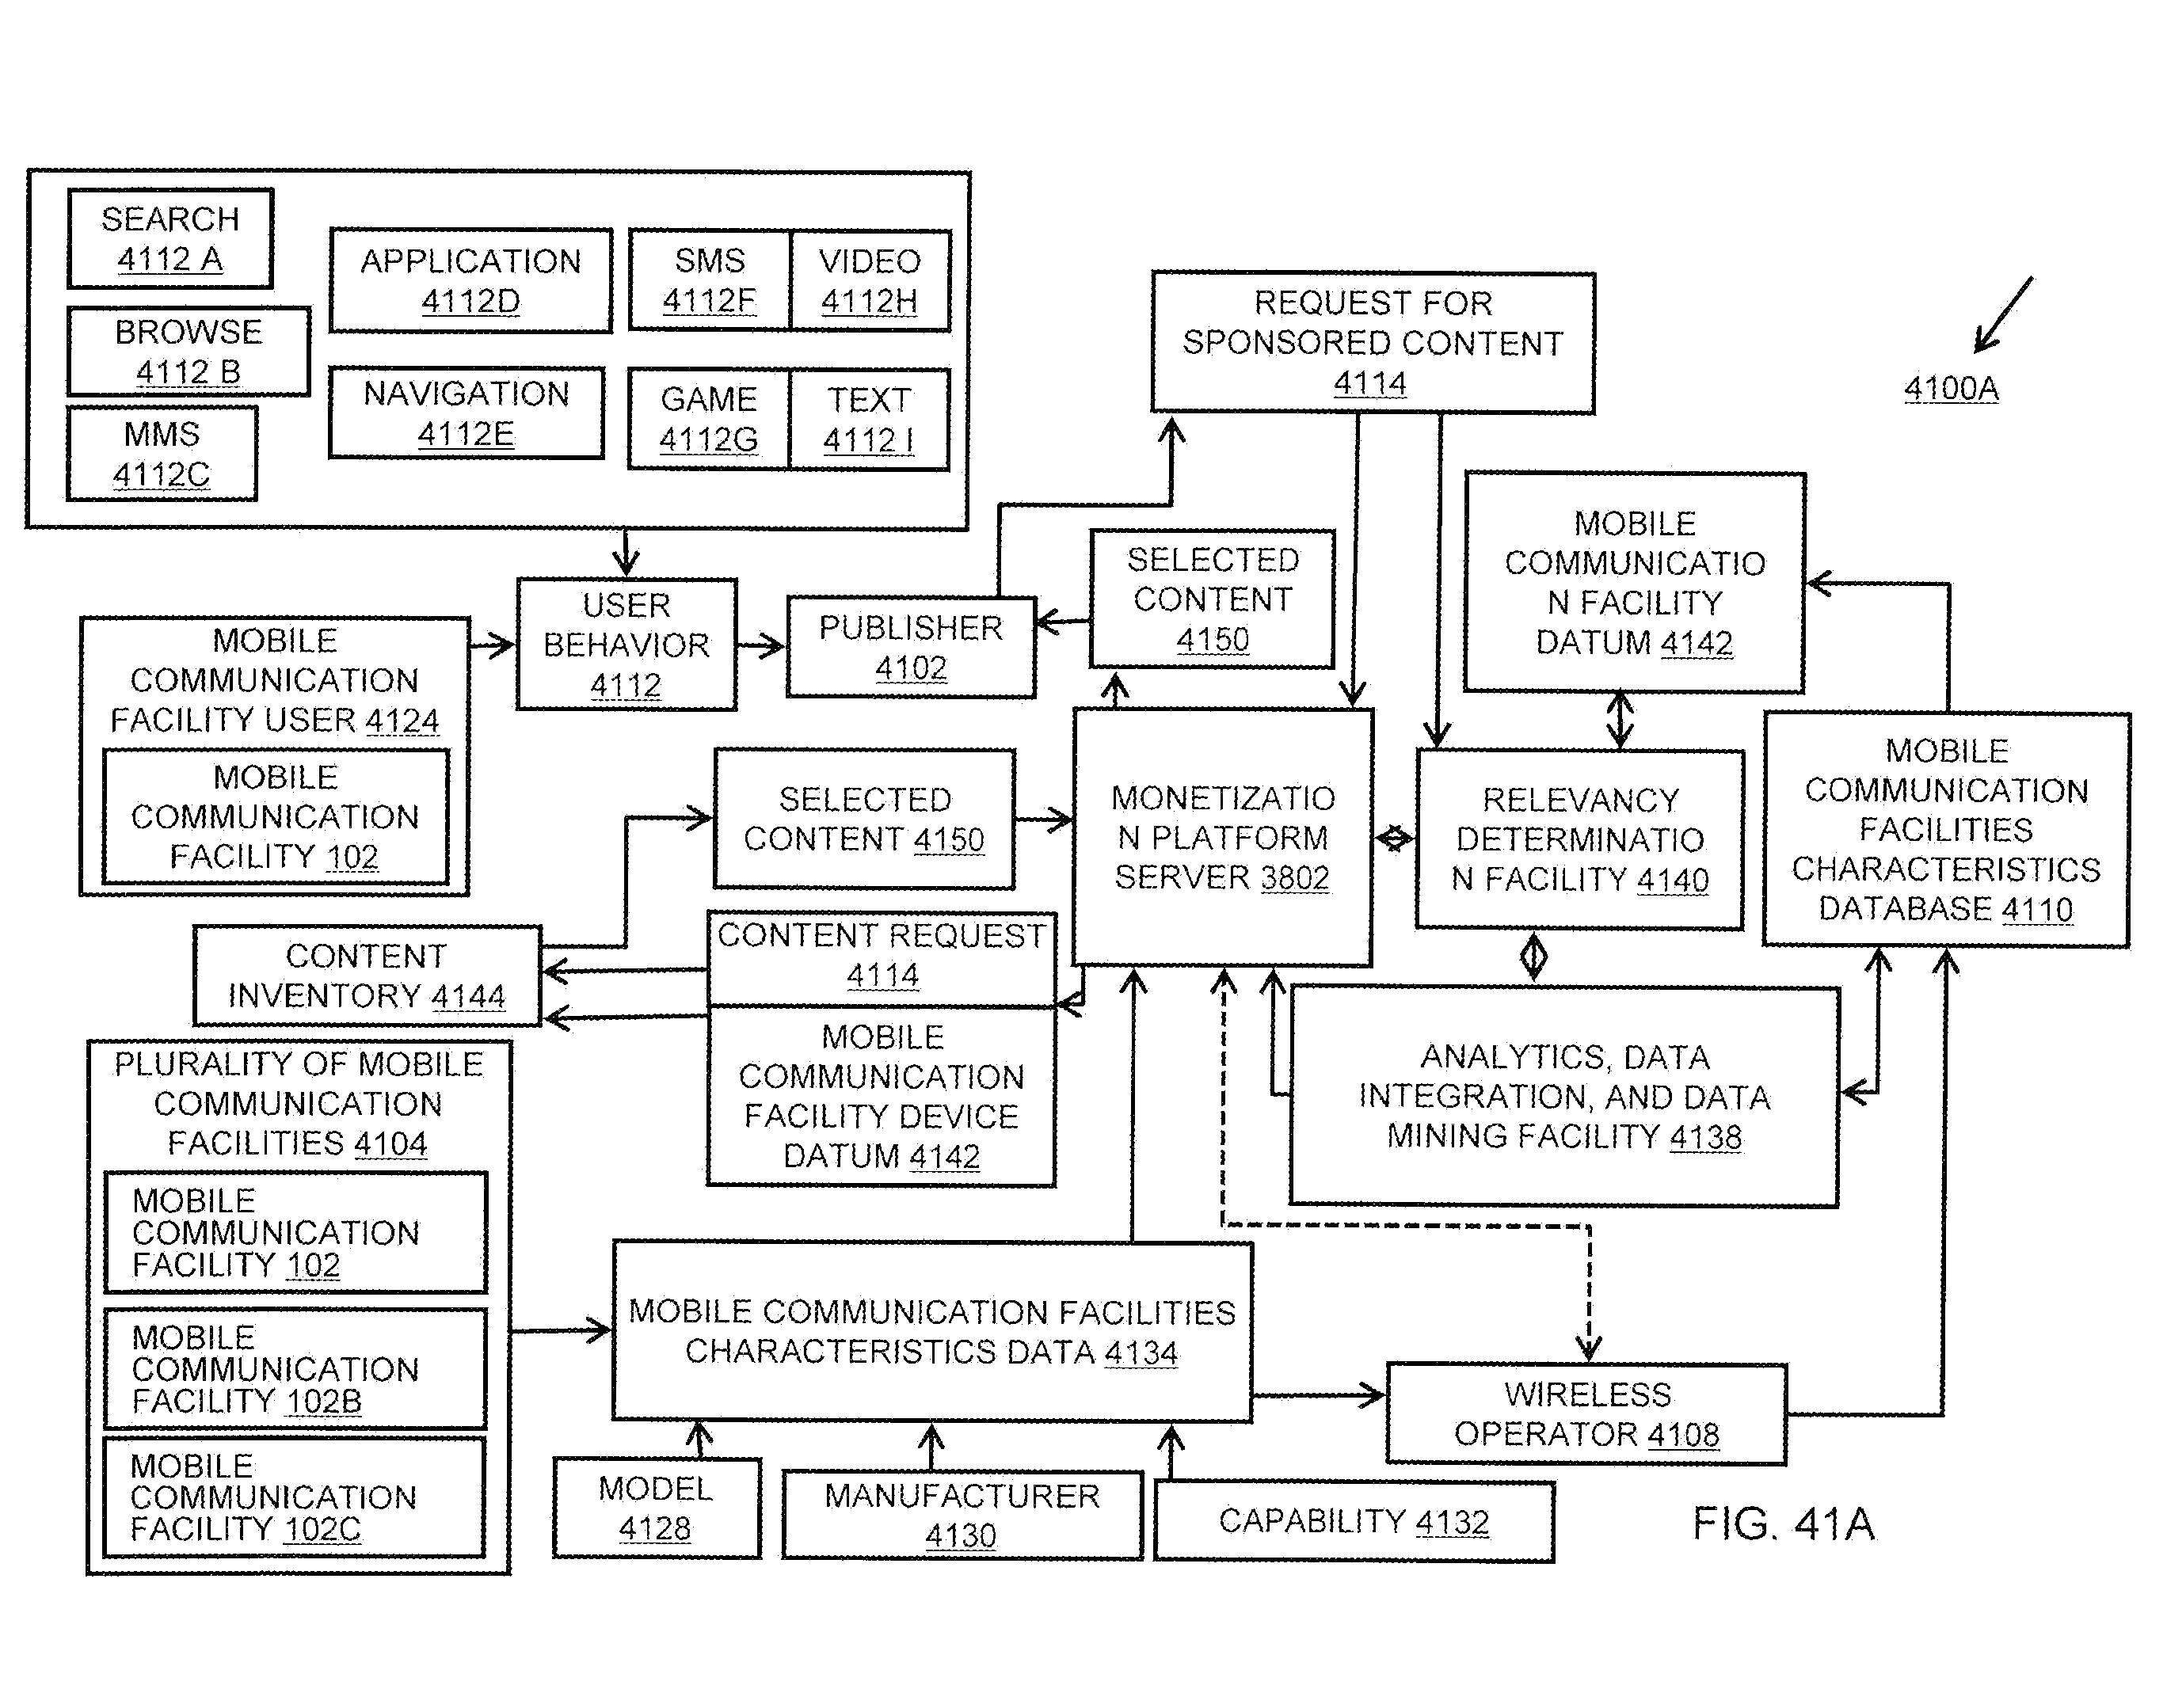 SEARCH
4112 A
BROWSE
4112 B
MMS
4112C
APPLICATION
4112D
NAVIGATION
4112E
SMS
4112F
VIDEO
4112H
GAME
4112G
TEXT
4112 I
REQUEST FOR
SPONSORED CONTENT
4114
4100A
MOBILE
COMMUNICATIO
N FACILITY
DATUM 4142
SELECTED
CONTENT
4150
USER
BEHAVIOR
4112
PUBLISHER
4102
MOBILE
COMMUNICATION
FACILITY USER 4124
MOBILE
COMMUNICATION
FACILITY 102
SELECTED
CONTENT 4150
MONETIZATIO
N PLATFORM
SERVER 3802
RELEVANCY
DETERMINATIO
N FACILITY 4140
MOBILE
COMMUNICATION
FACILITIES
CHARACTERISTICS
DATABASE 4110
CONTENT
INVENTORY 4144
CONTENT REQUEST
4114
MOBILE
COMMUNICATION
FACILITY DEVICE
DATUM 4142
ANALYTICS, DATA
INTEGRATION, AND DATA
MINING FACILITY 4138
PLURALITY OF MOBILE
COMMUNICATION
FACILITIES 4104
MOBILE
COMMUNICATION
FACILITY 102
MOBILE
COMMUNICATION
FACILITY 102B
MOBILE
COMMUNICATION
FACILITY 102C
MOBILE COMMUNICATION FACILITIES
CHARACTERISTICS DATA 4134
WIRELESS
OPERATOR 4108
MODEL
4128
MANUFACTURER
4130
CAPABILITY 4132
FIG. 41A